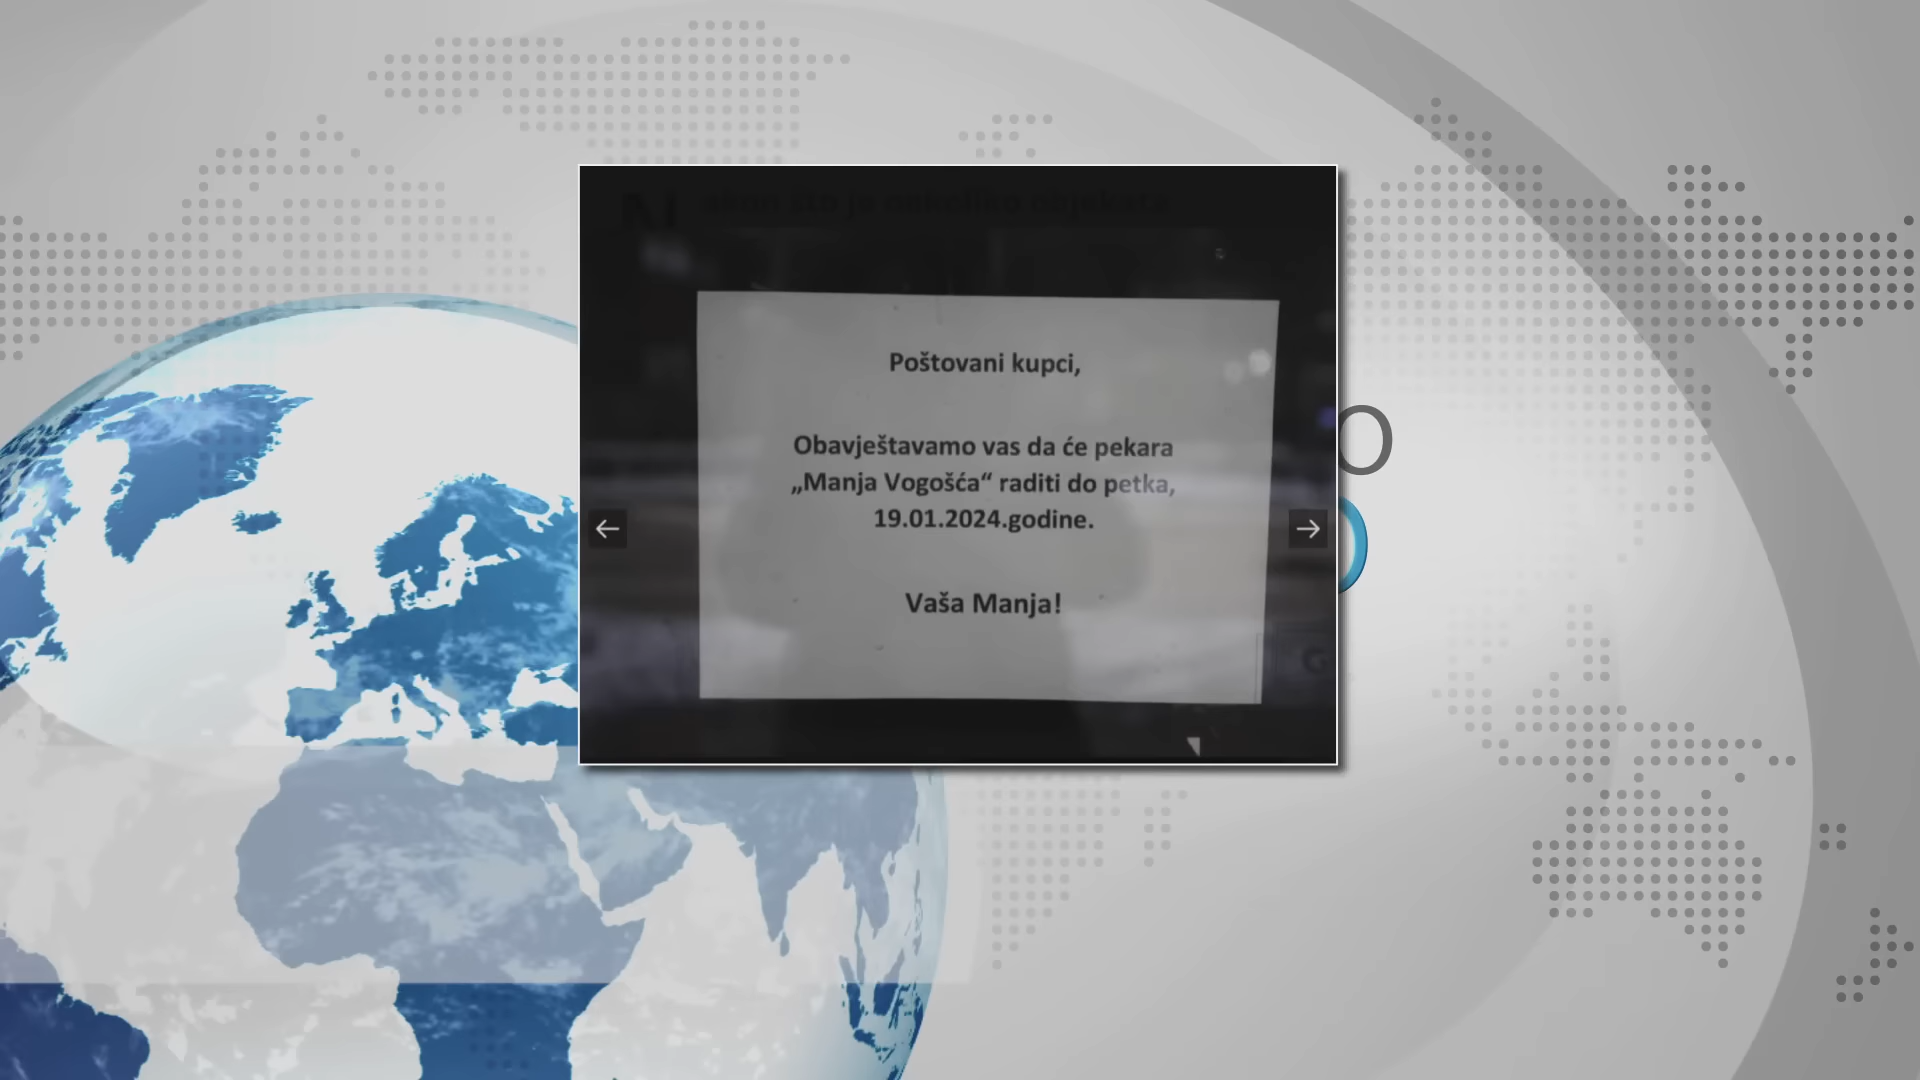 Poštovani kupci,
Obavještavamo vas da će pekara
„Manja Vogošća“ raditi do petka,
19.01.2024.godine.
Vaša Manja!
O